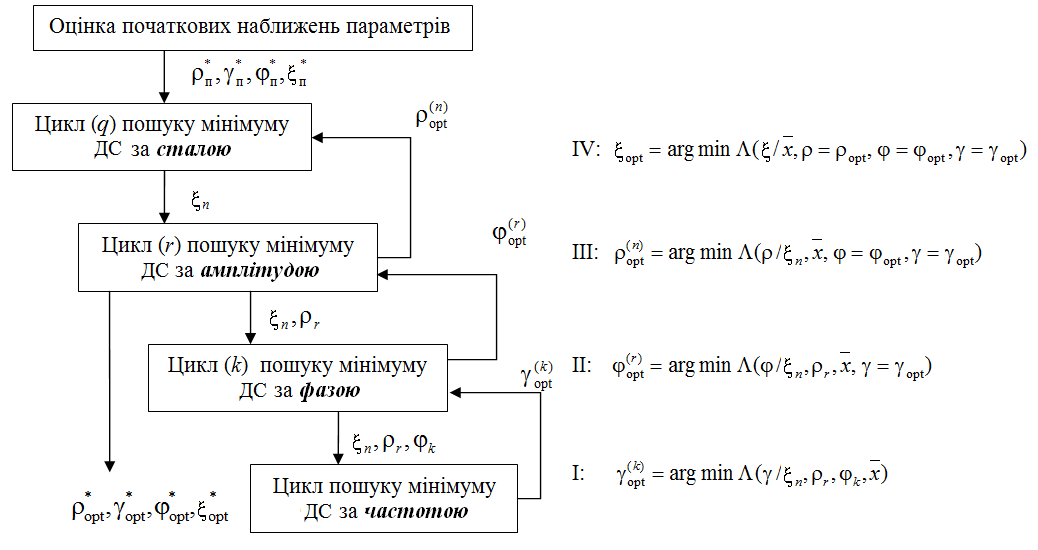 Оцінка початкових наближень параметрів
ρ*п, γ*п, φ*п, ξ*п
ρ(n)opt
Цикл (q) пошуку мінімуму
ДС за сталою
IV: ξopt = arg min Λ(ξ/x̅, ρ = ρopt, φ = φopt, γ = γopt)
ξn
φ(r)opt
Цикл (r) пошуку мінімуму
ДС за амплітудою
III: ρ(n)opt = arg min Λ(ρ/ξn, x̅, φ = φopt, γ = γopt)
ξn, ρr
Цикл (k) пошуку мінімуму
ДС за фазою
γ(k)opt
II: φ(r)opt = arg min Λ(φ/ξn, ρr, x̅, γ = γopt)
ξn, ρr, φk
Цикл пошуку мінімуму
ДС за частотою
I: γ(k)opt = arg min Λ(γ/ξn, ρr, φk, x̅)
ρ*opt, γ*opt, φ*opt, ξ*opt